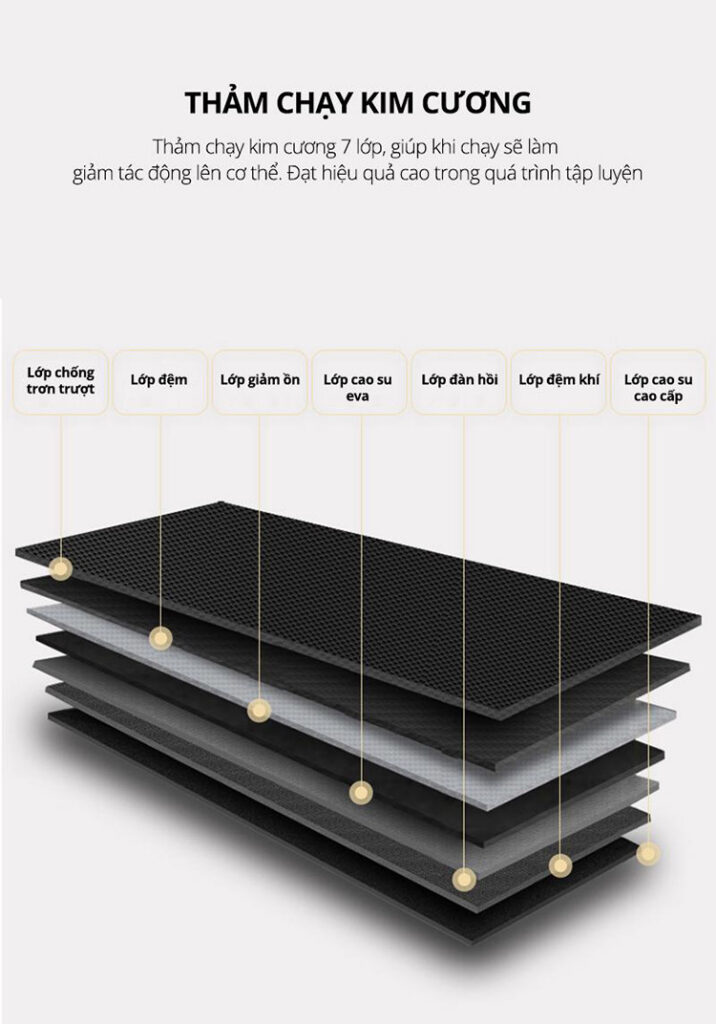 THẢM CHẠY KIM CƯƠNG
Thảm chạy kim cương 7 lớp, giúp khi chạy sẽ làm
giảm tác động lên cơ thể. Đạt hiệu quả cao trong quá trình tập luyện
Lớp chống
trơn trượt
Lớp đệm
Lớp giảm ồn
Lớp cao su
eva
Lớp đàn hồi
Lớp đệm khí
Lớp cao su
cao cấp